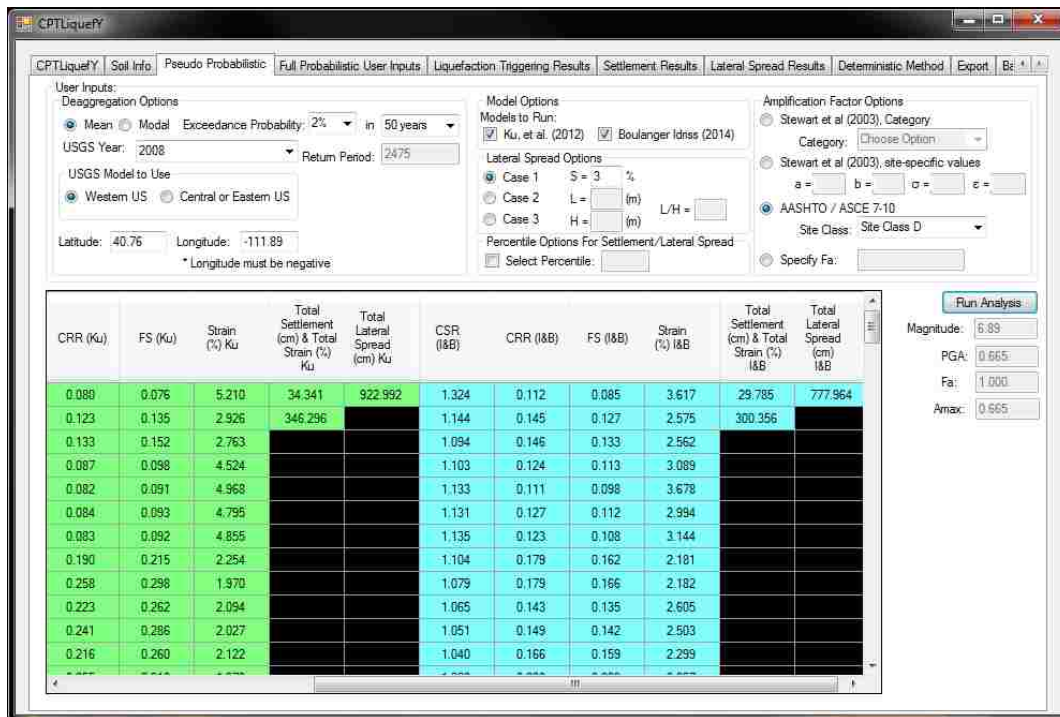 CPTLiquefY
CPTLiquefY Soil Info Pseudo Probabilistic Full Probabilistic User Inputs Liquefaction Triggering Results Settlement Results Lateral Spread Results Deterministic Method Export
User Inputs:
Deaggregation Options
Mean Modal Exceedance Probability: 2% in 50 years
USGS Year: 2008 Return Period: 2475
USGS Model to Use
Western US Central or Eastern US
Latitude: 40.76 Longitude: -111.89
* Longitude must be negative
Model Options
Models to Run:
Ku, et al. (2012) Boulanger Idriss (2014)
Lateral Spread Options
Case 1 S = 3 %
Case 2 L = (m)
Case 3 H = (m)
L/H =
Percentile Options For Settlement/Lateral Spread
Select Percentile:
Amplification Factor Options
Stewart et al (2003), Category
Category: Choose Option
Stewart et al (2003), site-specific values
a = b = σ = ε =
AASHTO / ASCE 7-10
Site Class: Site Class D
Specify Fa:
Run Analysis
Magnitude: 6.89
PGA: 0.665
Fa: 1.000
Amax: 0.665
CRR (Ku) FS (Ku) Strain (%) Ku Total Settlement (cm) & Total Strain (%) Ku Total Lateral Spread (cm) Ku CSR (I&B) CRR (I&B) FS (I&B) Strain (%) I&B Total Settlement (cm) & Total Strain (%) I&B Total Lateral Spread (cm) I&B
0.080 0.076 5.210 34.341 922.992 1.324 0.112 0.085 3.617 29.785 777.964
0.123 0.135 2.926 346.296 1.144 0.145 0.127 2.575 300.356
0.133 0.152 2.763 1.094 0.146 0.133 2.562
0.087 0.098 4.524 1.103 0.124 0.113 3.089
0.082 0.091 4.968 1.133 0.111 0.098 3.678
0.084 0.093 4.795 1.131 0.127 0.112 2.994
0.083 0.092 4.855 1.135 0.123 0.108 3.144
0.190 0.215 2.254 1.104 0.179 0.162 2.181
0.258 0.298 1.970 1.079 0.179 0.166 2.182
0.223 0.262 2.094 1.065 0.143 0.135 2.605
0.241 0.286 2.027 1.051 0.149 0.142 2.503
0.216 0.260 2.122 1.040 0.166 0.159 2.299